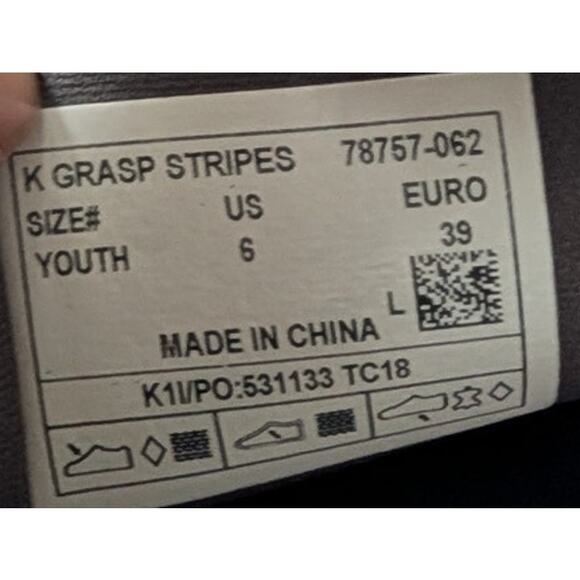 K GRASP STRIPES 78757-062
SIZE# US EURO
YOUTH 6 39
L
MADE IN CHINA
K1I/PO:531133 TC18